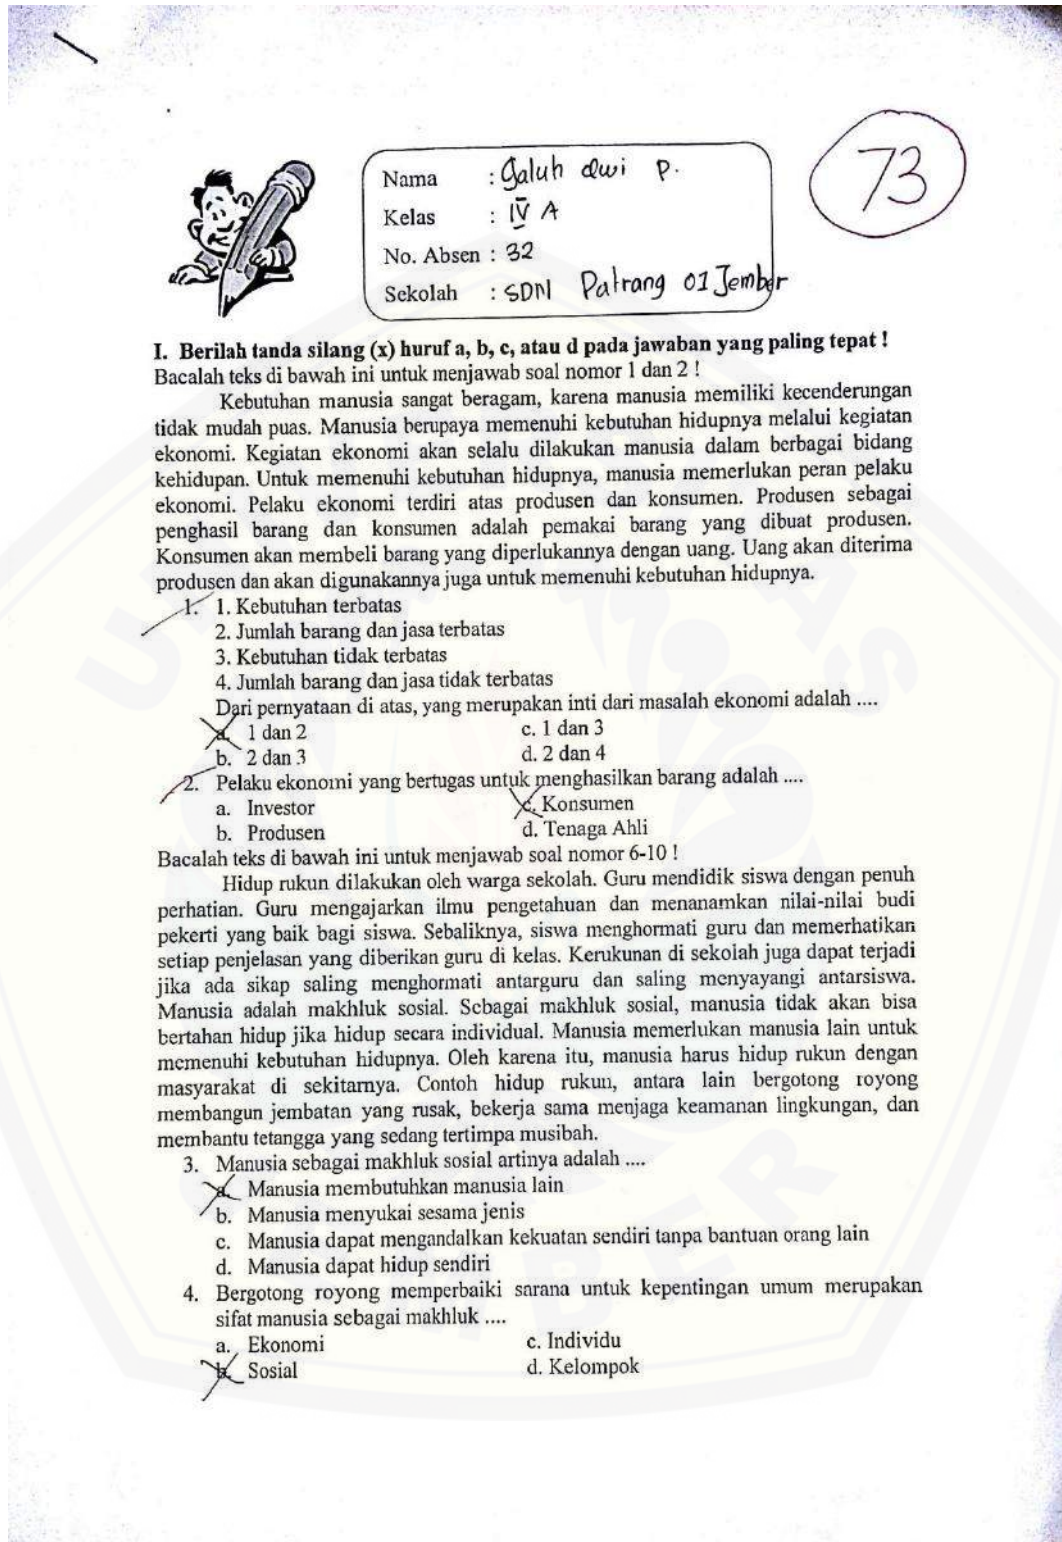 73
Nama : Galuh dwi P.
Kelas : IV A
No. Absen : 32
Sekolah : SDN Patrang 01 Jember
I. Berilah tanda silang (x) huruf a, b, c, atau d pada jawaban yang paling tepat !
Bacalah teks di bawah ini untuk menjawab soal nomor 1 dan 2 !
Kebutuhan manusia sangat beragam, karena manusia memiliki kecenderungan
tidak mudah puas. Manusia berupaya memenuhi kebutuhan hidupnya melalui kegiatan
ekonomi. Kegiatan ekonomi akan selalu dilakukan manusia dalam berbagai bidang
kehidupan. Untuk memenuhi kebutuhan hidupnya, manusia memerlukan peran pelaku
ekonomi. Pelaku ekonomi terdiri atas produsen dan konsumen. Produsen sebagai
penghasil barang dan konsumen adalah pemakai barang yang dibuat produsen.
Konsumen akan membeli barang yang diperlukannya dengan uang. Uang akan diterima
produsen dan akan digunakannya juga untuk memenuhi kebutuhan hidupnya.
1. 1. Kebutuhan terbatas
2. Jumlah barang dan jasa terbatas
3. Kebutuhan tidak terbatas
4. Jumlah barang dan jasa tidak terbatas
Dari pernyataan di atas, yang merupakan inti dari masalah ekonomi adalah ....
a. 1 dan 2 c. 1 dan 3
b. 2 dan 3 d. 2 dan 4
2. Pelaku ekonomi yang bertugas untuk menghasilkan barang adalah ....
a. Investor c. Konsumen
b. Produsen d. Tenaga Ahli
Bacalah teks di bawah ini untuk menjawab soal nomor 6-10 !
Hidup rukun dilakukan oleh warga sekolah. Guru mendidik siswa dengan penuh
perhatian. Guru mengajarkan ilmu pengetahuan dan menanamkan nilai-nilai budi
pekerti yang baik bagi siswa. Sebaliknya, siswa menghormati guru dan memerhatikan
setiap penjelasan yang diberikan guru di kelas. Kerukunan di sekolah juga dapat terjadi
jika ada sikap saling menghormati antarguru dan saling menyayangi antarsiswa.
Manusia adalah makhluk sosial. Sebagai makhluk sosial, manusia tidak akan bisa
bertahan hidup jika hidup secara individual. Manusia memerlukan manusia lain untuk
memenuhi kebutuhan hidupnya. Oleh karena itu, manusia harus hidup rukun dengan
masyarakat di sekitarnya. Contoh hidup rukun, antara lain bergotong royong
membangun jembatan yang rusak, bekerja sama menjaga keamanan lingkungan, dan
membantu tetangga yang sedang tertimpa musibah.
3. Manusia sebagai makhluk sosial artinya adalah ....
a. Manusia membutuhkan manusia lain
b. Manusia menyukai sesama jenis
c. Manusia dapat mengandalkan kekuatan sendiri tanpa bantuan orang lain
d. Manusia dapat hidup sendiri
4. Bergotong royong memperbaiki sarana untuk kepentingan umum merupakan
sifat manusia sebagai makhluk ....
a. Ekonomi c. Individu
b. Sosial d. Kelompok